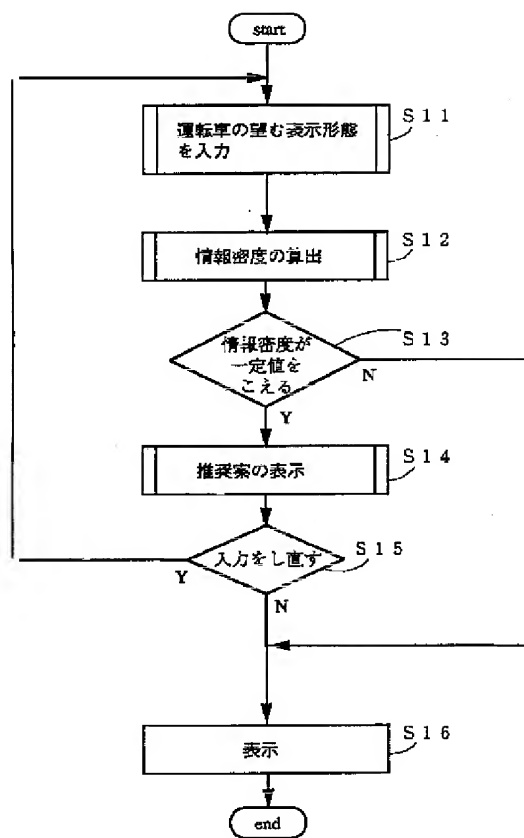 start
運転車の望む表示形態
を入力
S11
情報密度の算出
S12
情報密度が
一定値を
こえる
S13
N
Y
推奨案の表示
S14
入力をし直す
S15
Y
N
表示
S16
end